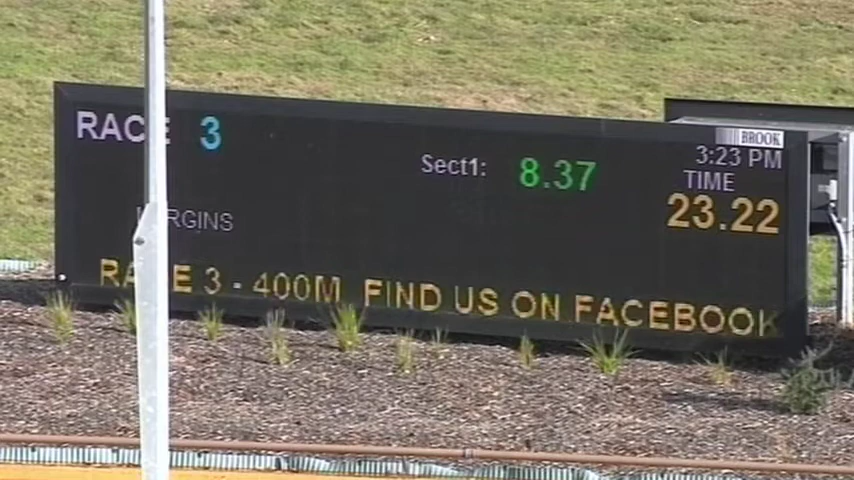 RACE 3
BROOK
3:23 PM
Sect1: 8.37
TIME
23.22
MARGINS
RACE 3 - 400M FIND US ON FACEBOOK